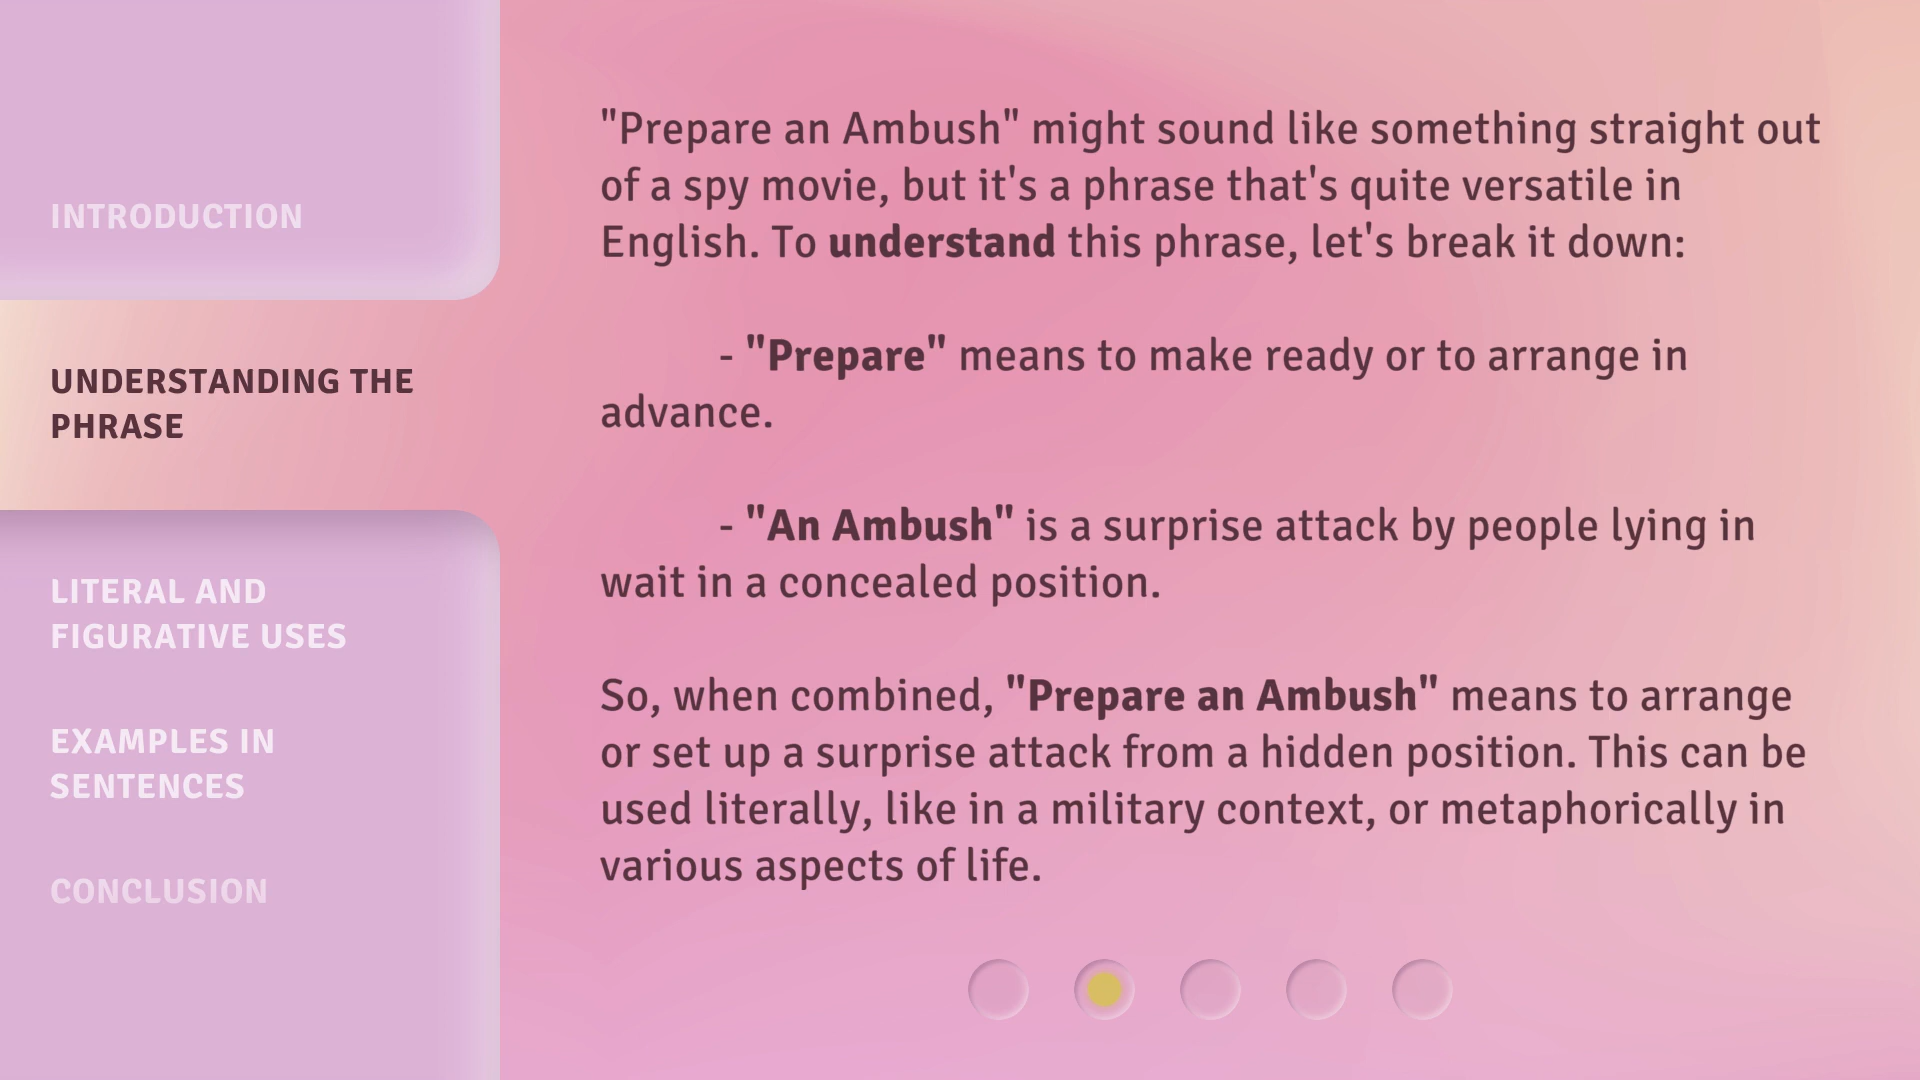 INTRODUCTION
UNDERSTANDING THE
PHRASE
LITERAL AND
FIGURATIVE USES
EXAMPLES IN
SENTENCES
CONCLUSION
"Prepare an Ambush" might sound like something straight out
of a spy movie, but it's a phrase that's quite versatile in
English. To understand this phrase, let's break it down:
- "Prepare" means to make ready or to arrange in
advance.
- "An Ambush" is a surprise attack by people lying in
wait in a concealed position.
So, when combined, "Prepare an Ambush" means to arrange
or set up a surprise attack from a hidden position. This can be
used literally, like in a military context, or metaphorically in
various aspects of life.